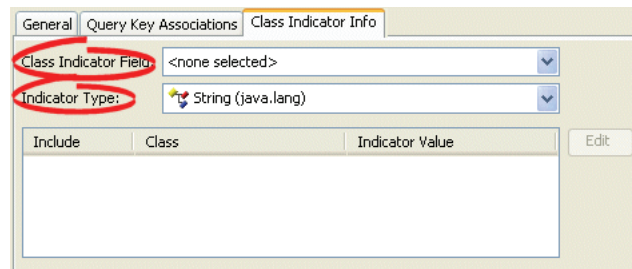 General Query Key Associations Class Indicator Info
Class Indicator Field: <none selected>
Indicator Type: String (java.lang)
Include Class Indicator Value Edit